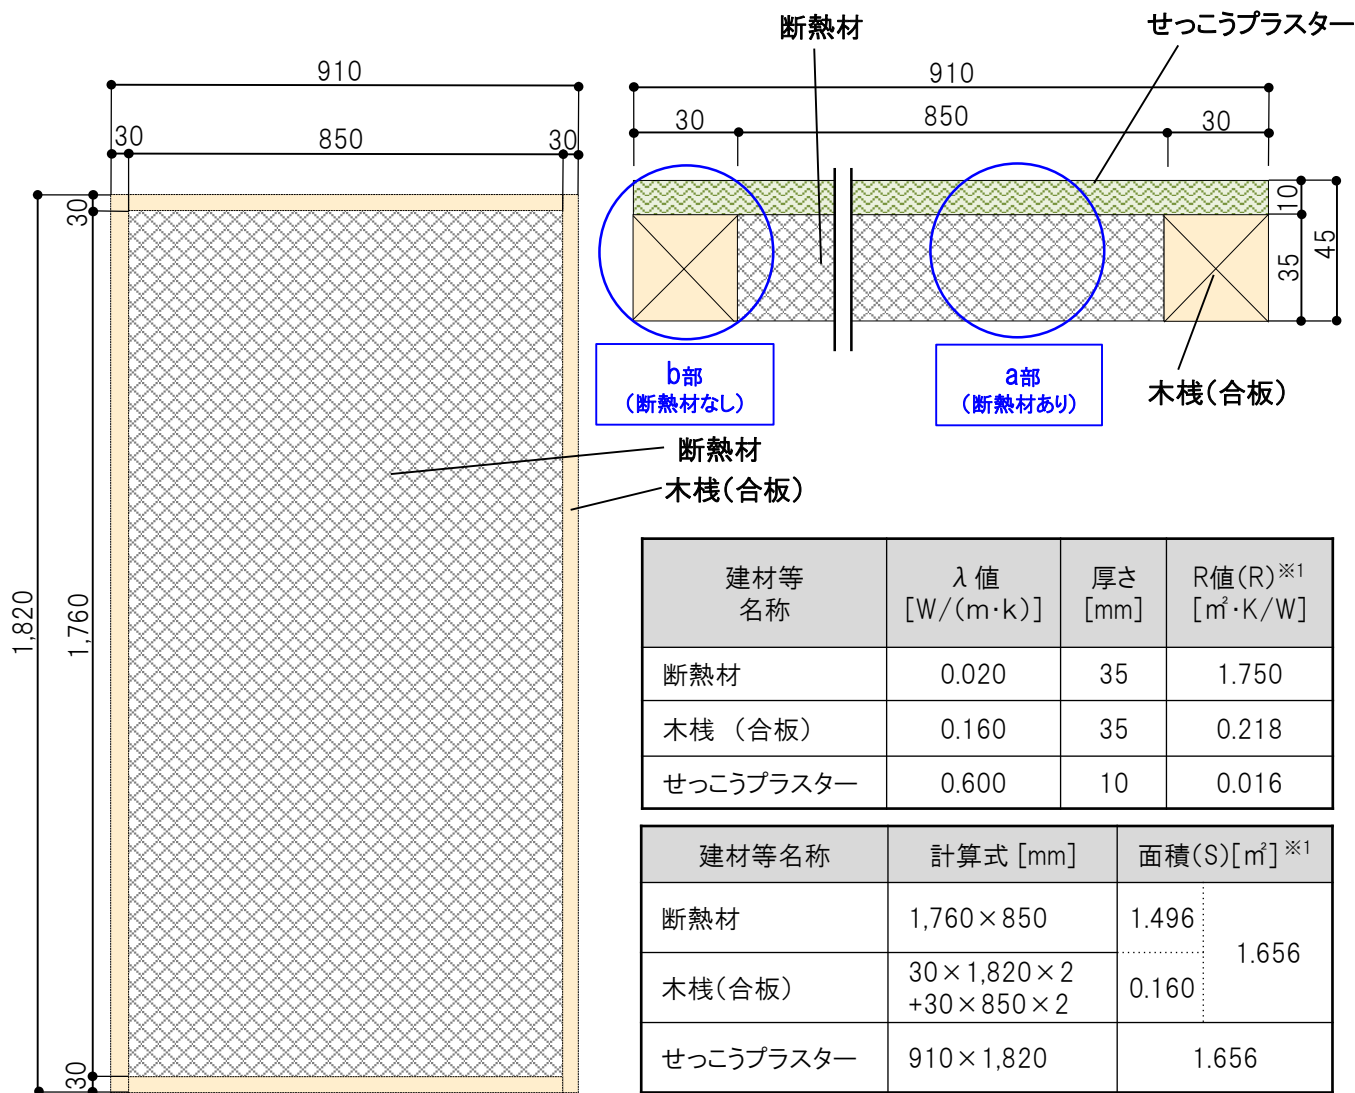 910
30
850
30
30
1,820
1,760
30
断熱材
せっこうプラスター
910
30
850
30
10
35
45
b部
(断熱材なし)
a部
(断熱材あり)
木桟(合板)
断熱材
木桟(合板)
建材等
名称
λ値
[W/(m・k)]
厚さ
[mm]
R値(R)※1
[㎡・K/W]
断熱材 0.020 35 1.750
木桟 (合板) 0.160 35 0.218
せっこうプラスター 0.600 10 0.016
建材等名称 計算式 [mm] 面積(S)[㎡]※1
断熱材 1,760×850 1.496
1.656
木桟(合板) 30×1,820×2
+30×850×2
0.160
せっこうプラスター 910×1,820 1.656